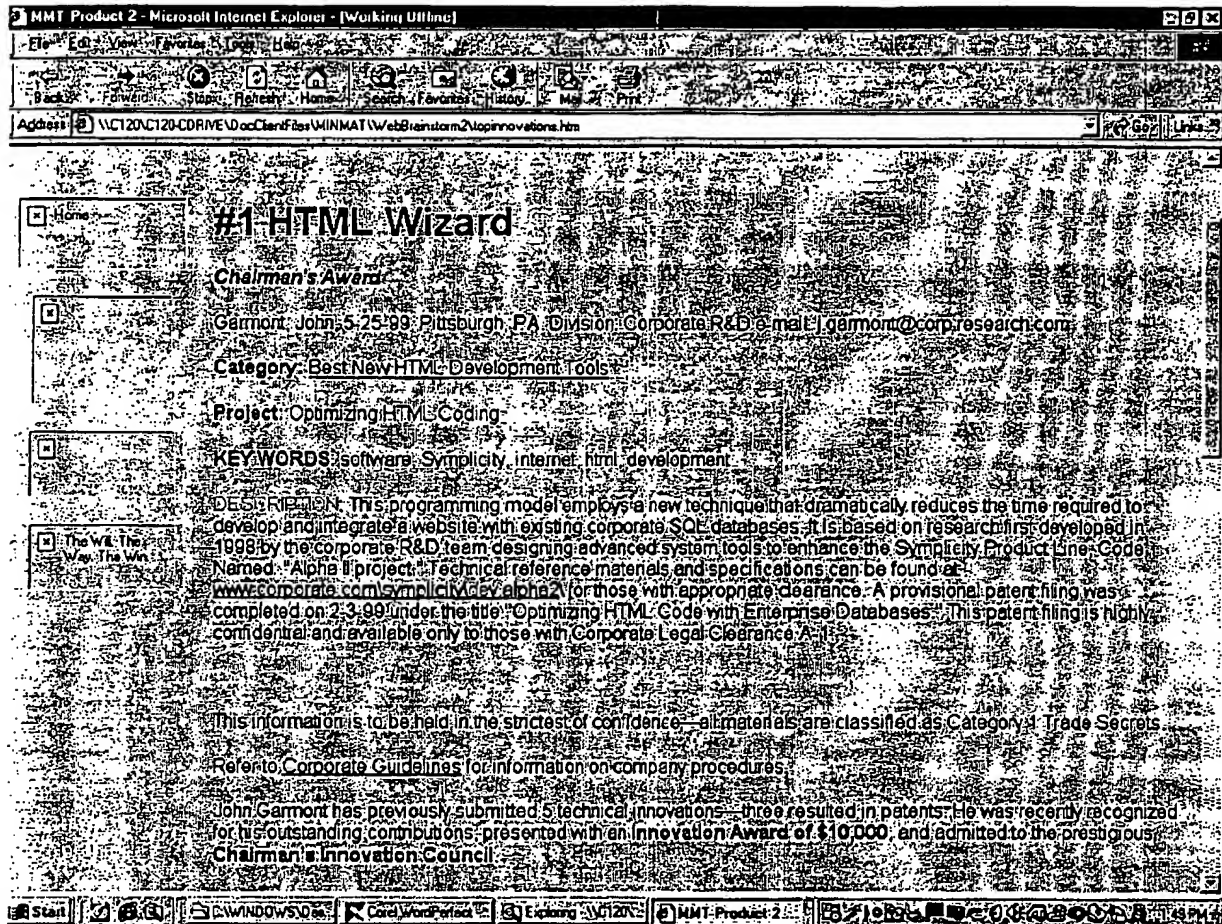 MMT Product 2 - Microsoft Internet Explorer - [Working Offline]
File Edit View Favorites Tools Help
Back Forward Stop Refresh Home Search Favorites History Mail Print
Address \\C120\C120-CDRIVE\DocClientFiles\MINMAT\WebBrainstorm2\topinnovations.htm Go Links
Home
#1 HTML Wizard
Chairman's Award
Garmont, John 5-25-99 Pittsburgh, PA Division: Corporate R&D e-mail: j.garmont@corp.research.com
Category: Best New HTML Development Tools
Project: Optimizing HTML Coding
KEY WORDS: software, Symplicity, internet, html, development
DESCRIPTION: This programming model employs a new technique that dramatically reduces the time required to
develop and integrate a website with existing corporate SQL databases. It is based on research first developed in
1998 by the corporate R&D team designing advanced system tools to enhance the Symplicity Product Line. Code
Named: "Alpha II project." Technical reference materials and specifications can be found at
www.corporate.com/symplicity/dev.alpha2\ for those with appropriate clearance. A provisional patent filing was
completed on 2-3-99 under the title "Optimizing HTML Code with Enterprise Databases". This patent filing is highly
confidential and available only to those with Corporate Legal Clearance A-1.
The Will. The
Way. The Win
This information is to be held in the strictest of confidence—all materials are classified as Category 1 Trade Secrets
Refer to Corporate Guidelines for information on company procedures.
John Garmont has previously submitted 5 technical innovations—three resulted in patents. He was recently recognized
for his outstanding contributions, presented with an Innovation Award of $10,000, and admitted to the prestigious
Chairman's Innovation Council
Start C:\WINDOWS\Des... Corel WordPerfect Exploring - \\C120\... MMT Product 2...